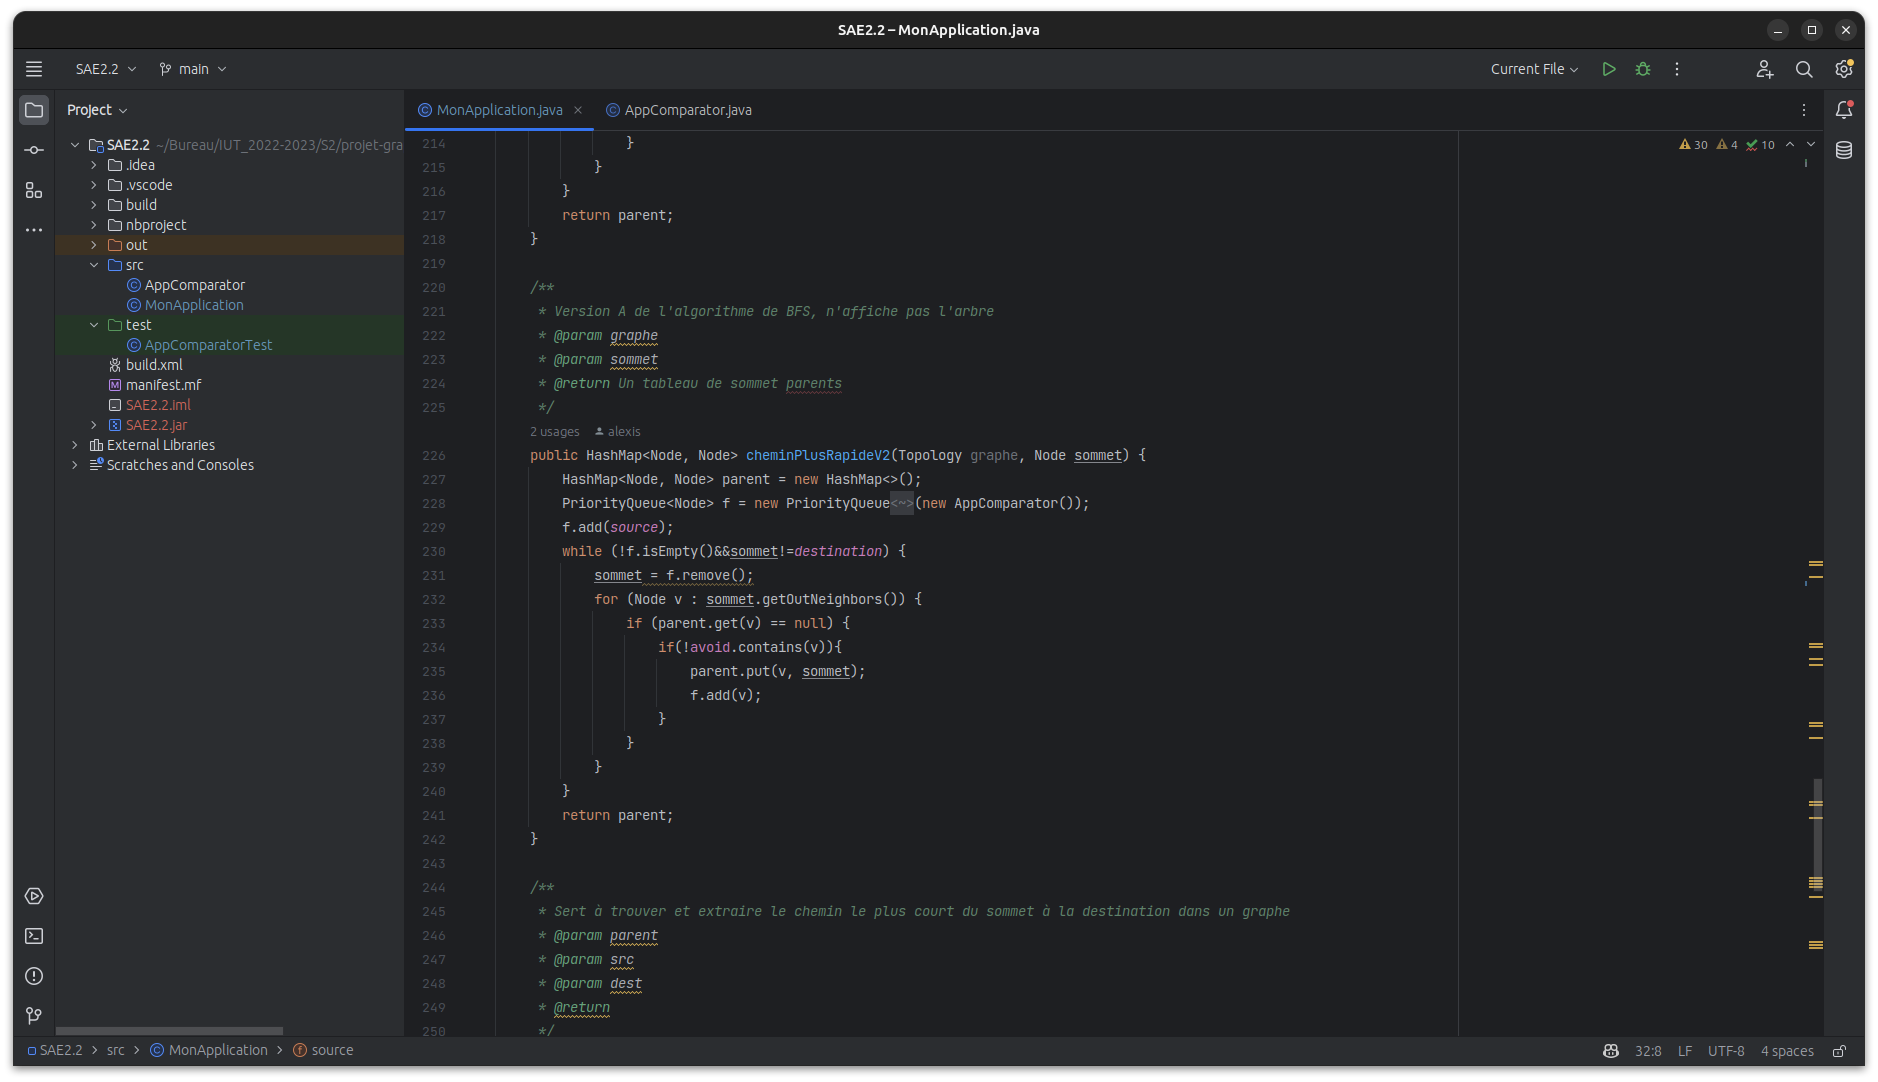 SAE2.2 – MonApplication.java
SAE2.2
main
Current File
Project
MonApplication.java
AppComparator.java
SAE2.2 ~/Bureau/IUT_2022-2023/S2/projet-gra
.idea
.vscode
build
nbproject
out
src
AppComparator
MonApplication
test
AppComparatorTest
build.xml
manifest.mf
SAE2.2.iml
SAE2.2.jar
External Libraries
Scratches and Consoles
30 4 10
214 }
215 }
216 }
217 return parent;
218 }
219
220 /**
221 * Version A de l'algorithme de BFS, n'affiche pas l'arbre
222 * @param graphe
223 * @param sommet
224 * @return Un tableau de sommet parents
225 */
2 usages alexis
226 public HashMap<Node, Node> cheminPlusRapideV2(Topology graphe, Node sommet) {
227 HashMap<Node, Node> parent = new HashMap<>();
228 PriorityQueue<Node> f = new PriorityQueue<~>(new AppComparator());
229 f.add(source);
230 while (!f.isEmpty()&&sommet!=destination) {
231 sommet = f.remove();
232 for (Node v : sommet.getOutNeighbors()) {
233 if (parent.get(v) == null) {
234 if(!avoid.contains(v)){
235 parent.put(v, sommet);
236 f.add(v);
237 }
238 }
239 }
240 }
241 return parent;
242 }
243
244 /**
245 * Sert à trouver et extraire le chemin le plus court du sommet à la destination dans un graphe
246 * @param parent
247 * @param src
248 * @param dest
249 * @return
250 */
SAE2.2 > src > MonApplication > source
32:8 LF UTF-8 4 spaces